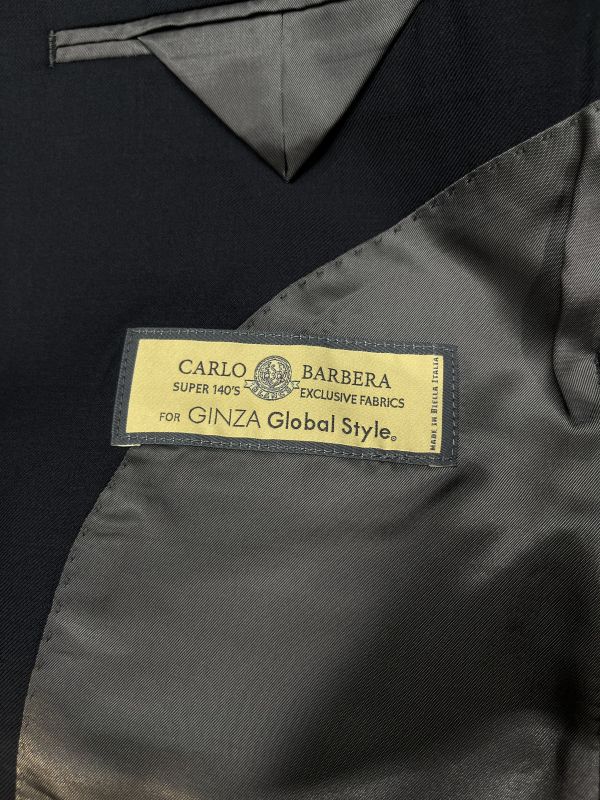 CARLO BARBERA
SUPER 140'S EXCLUSIVE FABRICS
FOR GINZA Global Style®
MADE IN BIELLA ITALIA